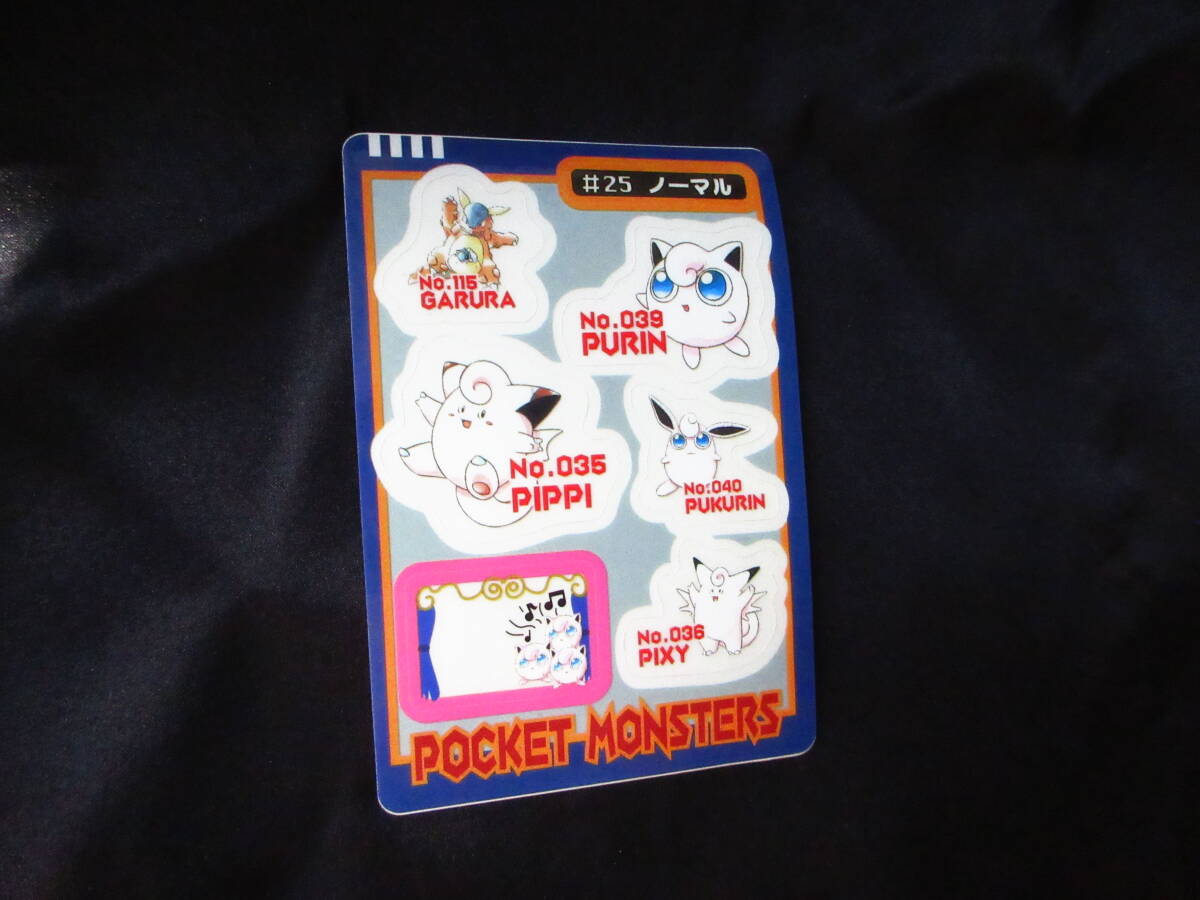 #25 ノーマル
No.115
GARURA
No.039
PURIN
No.035
PIPPI
No.040
PUKURIN
No.036
PIXY
POCKET MONSTERS